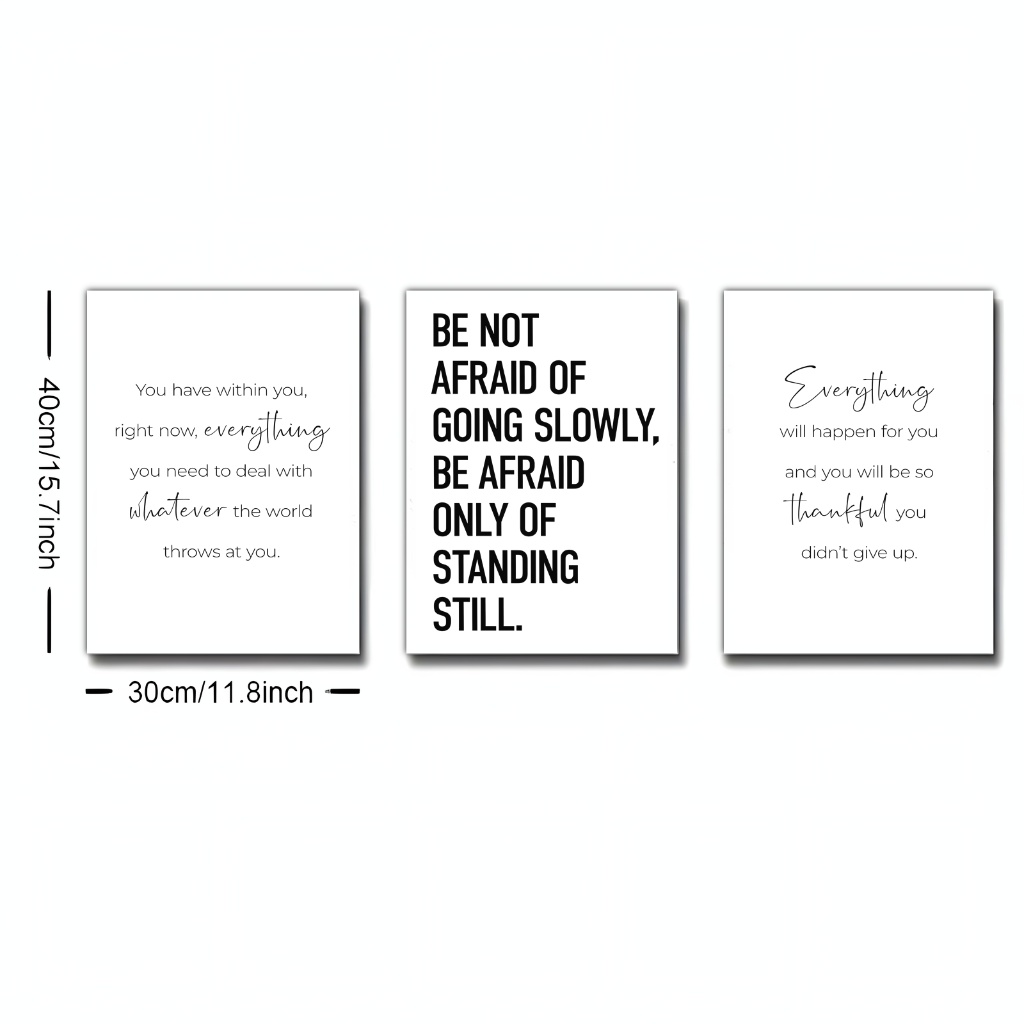 40cm/15.7inch
You have within you,
right now, everything
you need to deal with
whatever the world
throws at you.
30cm/11.8inch
BE NOT
AFRAID OF
GOING SLOWLY,
BE AFRAID
ONLY OF
STANDING
STILL.
Everything
will happen for you
and you will be so
thankful you
didn't give up.